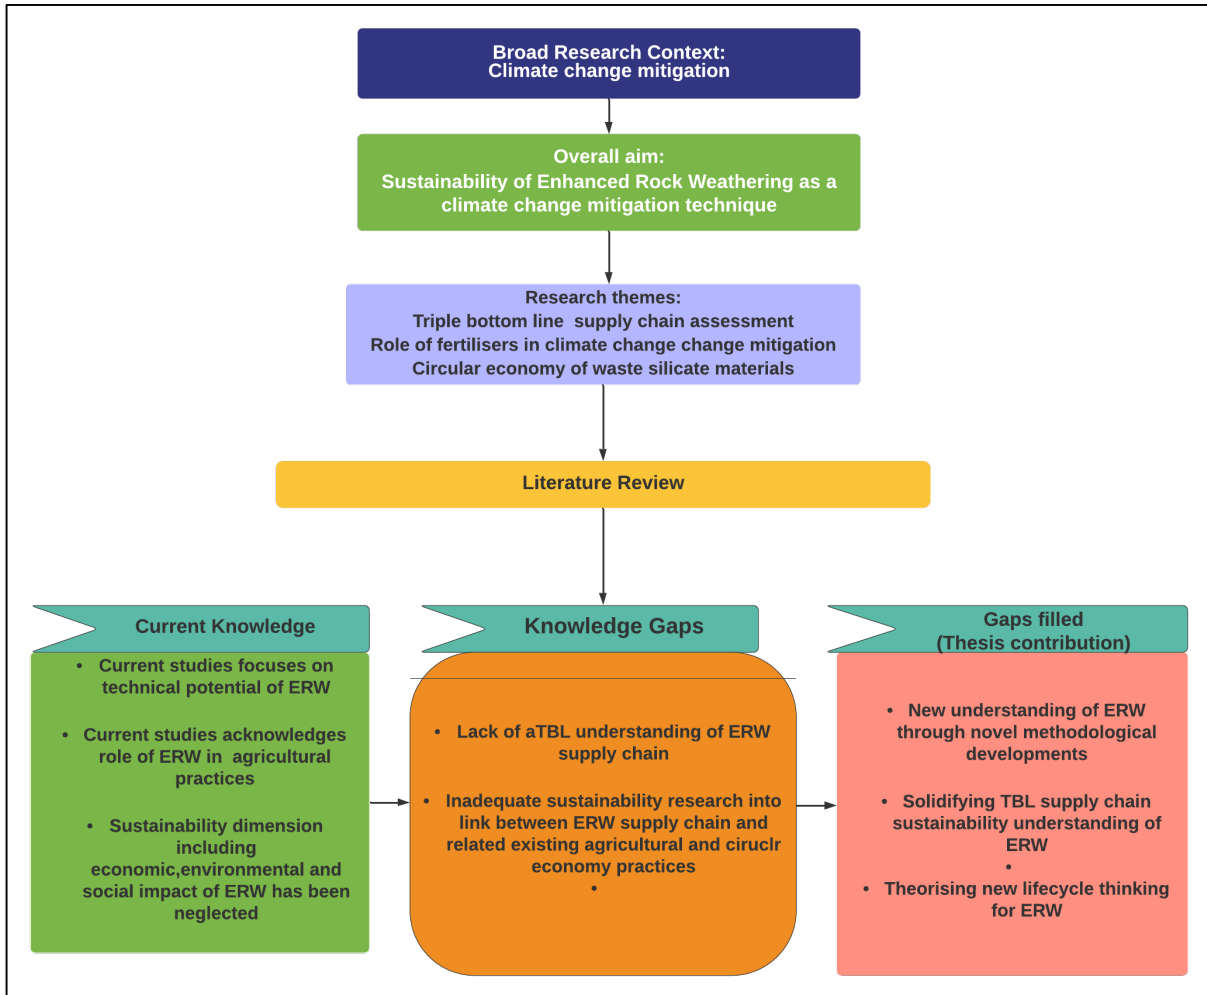 Broad Research Context:
Climate change mitigation
Overall aim:
Sustainability of Enhanced Rock Weathering as a
climate change mitigation technique
Research themes:
Triple bottom line supply chain assessment
Role of fertilisers in climate change change mitigation
Circular economy of waste silicate materials
Literature Review
Current Knowledge
• Current studies focuses on
technical potential of ERW
• Current studies acknowledges
role of ERW in agricultural
practices
• Sustainability dimension
including
economic,environmental and
social impact of ERW has been
neglected
Knowledge Gaps
• Lack of aTBL understanding of ERW
supply chain
• Inadequate sustainability research into
link between ERW supply chain and
related existing agricultural and ciruclr
economy practices
•
Gaps filled
(Thesis contribution)
• New understanding of ERW
through novel methodological
developments
• Solidifying TBL supply chain
sustainability understanding of
ERW
•
• Theorising new lifecycle thinking
for ERW